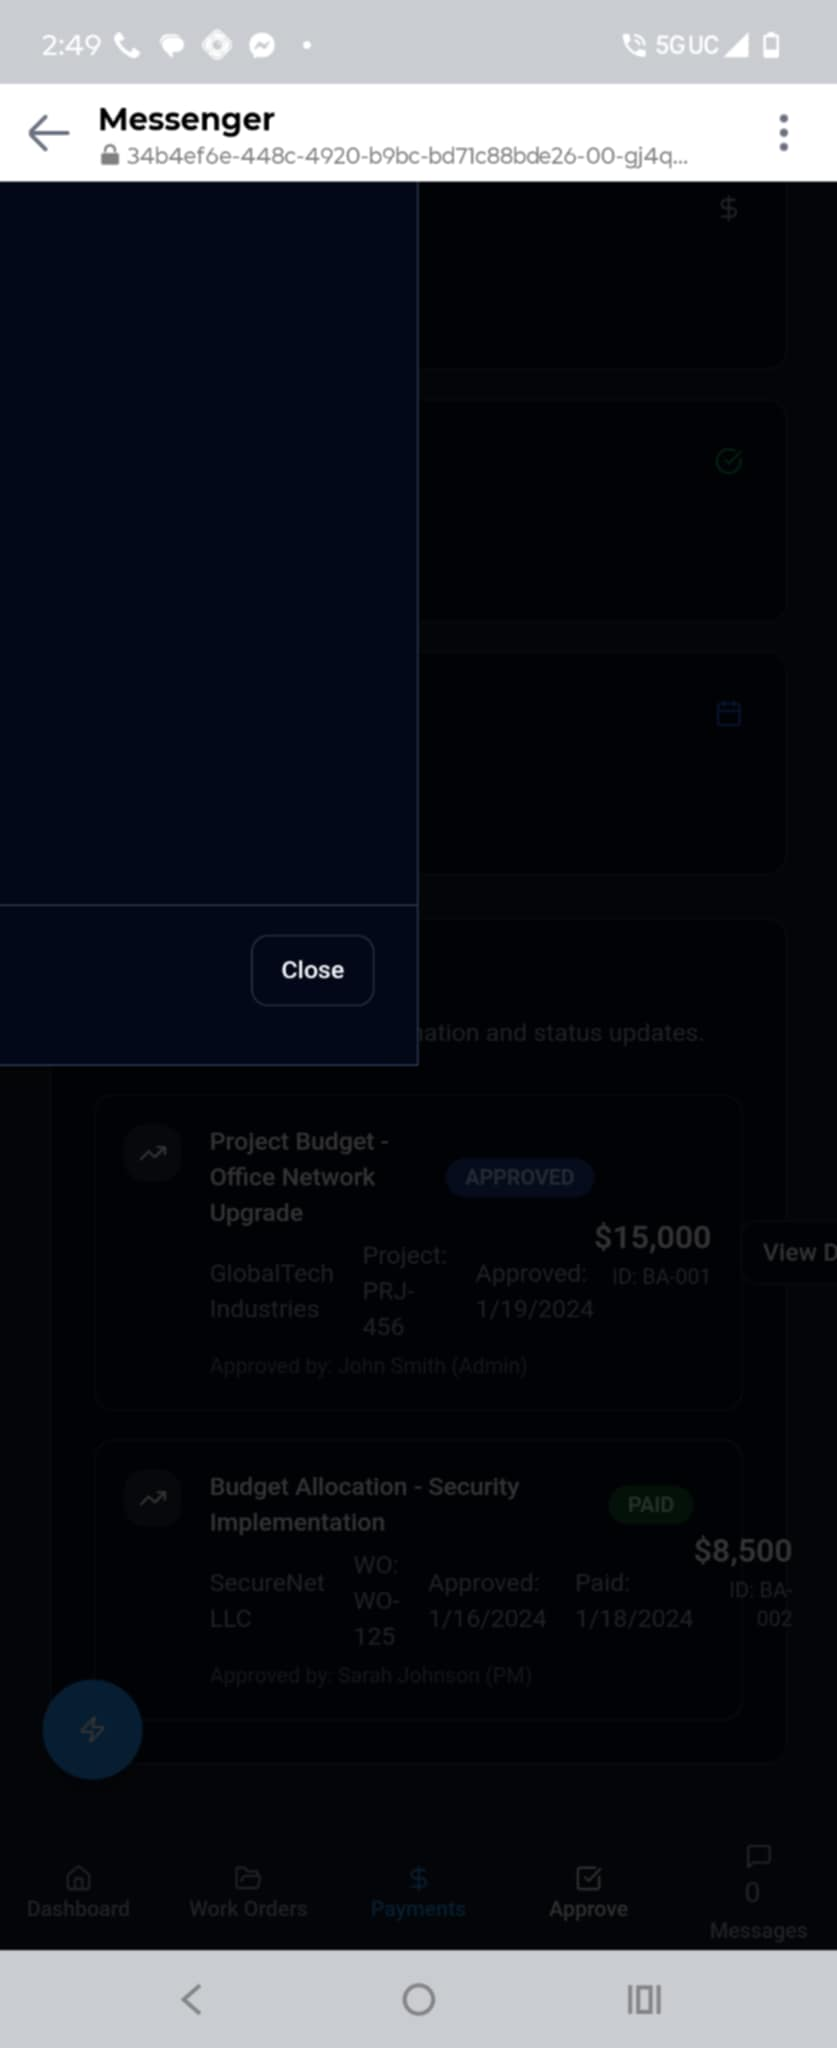 2:49
5G UC
Messenger
34b4ef6e-448c-4920-b9bc-bd71c88bde26-00-gj4q...
$
Close
ation and status updates.
Project Budget -
Office Network
Upgrade
APPROVED
$15,000
ID: BA-001
View D
GlobalTech
Industries
Project:
PRJ-
456
Approved:
1/19/2024
Approved by: John Smith (Admin)
Budget Allocation - Security
Implementation
PAID
$8,500
ID: BA-
002
SecureNet
LLC
WO:
WO-
125
Approved:
1/16/2024
Paid:
1/18/2024
Approved by: Sarah Johnson (PM)
Dashboard
Work Orders
$
Payments
Approve
0
Messages